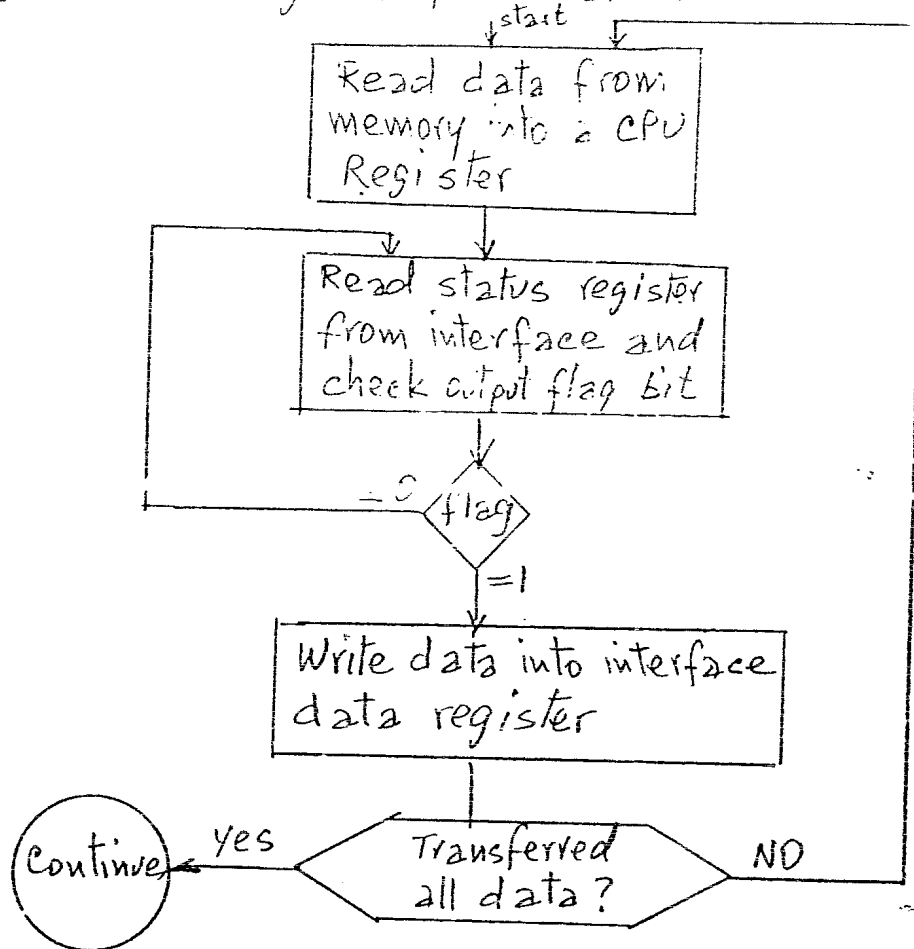 start
Read data from
memory into a CPU
Register
Read status register
from interface and
check output flag bit
=0
flag
=1
Write data into interface
data register
Transferred
all data?
Yes
NO
Continue